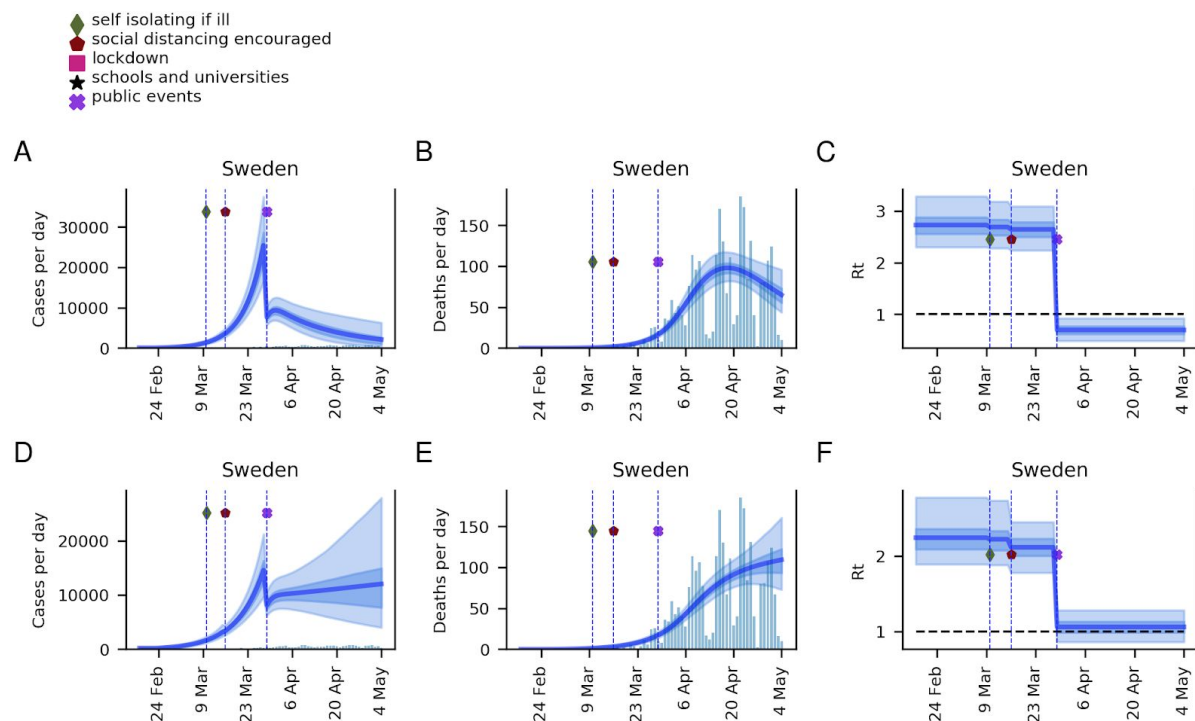 self isolating if ill
social distancing encouraged
lockdown
schools and universities
public events
A
Sweden
Cases per day
30000
20000
10000
0
24 Feb
9 Mar
23 Mar
6 Apr
20 Apr
4 May
B
Sweden
Deaths per day
150
100
50
0
24 Feb
9 Mar
23 Mar
6 Apr
20 Apr
4 May
C
Sweden
Rt
3
2
1
24 Feb
9 Mar
23 Mar
6 Apr
20 Apr
4 May
D
Sweden
Cases per day
20000
10000
0
24 Feb
9 Mar
23 Mar
6 Apr
20 Apr
4 May
E
Sweden
Deaths per day
150
100
50
0
24 Feb
9 Mar
23 Mar
6 Apr
20 Apr
4 May
F
Sweden
Rt
2
1
24 Feb
9 Mar
23 Mar
6 Apr
20 Apr
4 May